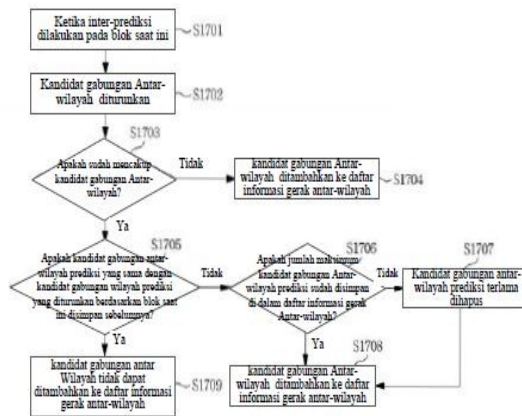 Ketika inter-prediksi
dilakukan pada blok saat ini
S1701
Kandidat gabungan Antar-
wilayah diturunkan
S1702
S1703
Apakah sudah mencakup
kandidat gabungan Antar-
wilayah?
Tidak
kandidat gabungan Antar-
wilayah ditambahkan ke daftar
informasi gerak antar-wilayah
S1704
Ya
S1705
Apakah kandidat gabungan antar-
wilayah prediksi yang sama dengan
kandidat gabungan wilayah prediksi
yang diturunkan berdasarkan blok saat
ini disimpan sebelumnya?
Tidak
S1706
Apakah jumlah maksimum
kandidat gabungan Antar-
wilayah prediksi sudah disimpan
di dalam daftar informasi gerak
Antar-wilayah?
Tidak
S1707
Kandidat gabungan antar-
wilayah prediksi terlama
dihapus
Ya
kandidat gabungan antar
Wilayah tidak dapat
ditambahkan ke daftar informasi
gerak antar-wilayah
S1709
Ya
S1708
kandidat gabungan Antar-
wilayah ditambahkan ke daftar
informasi gerak antar-wilayah